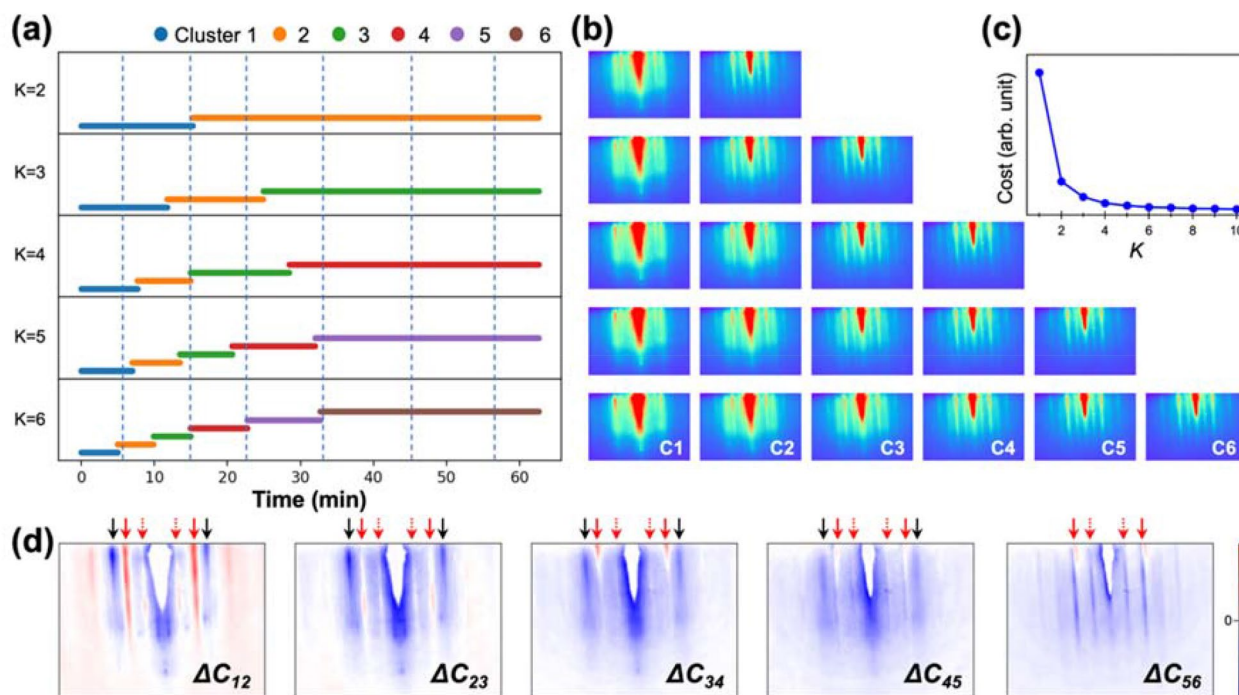 (a)
Cluster 1 2 3 4 5 6
K=2
K=3
K=4
K=5
K=6
0 10 20 30 40 50 60
Time (min)
(b)
C1 C2 C3 C4 C5 C6
(c)
Cost (arb. unit)
2 4 6 8 10
K
(d)
ΔC12 ΔC23 ΔC34 ΔC45 ΔC56
0